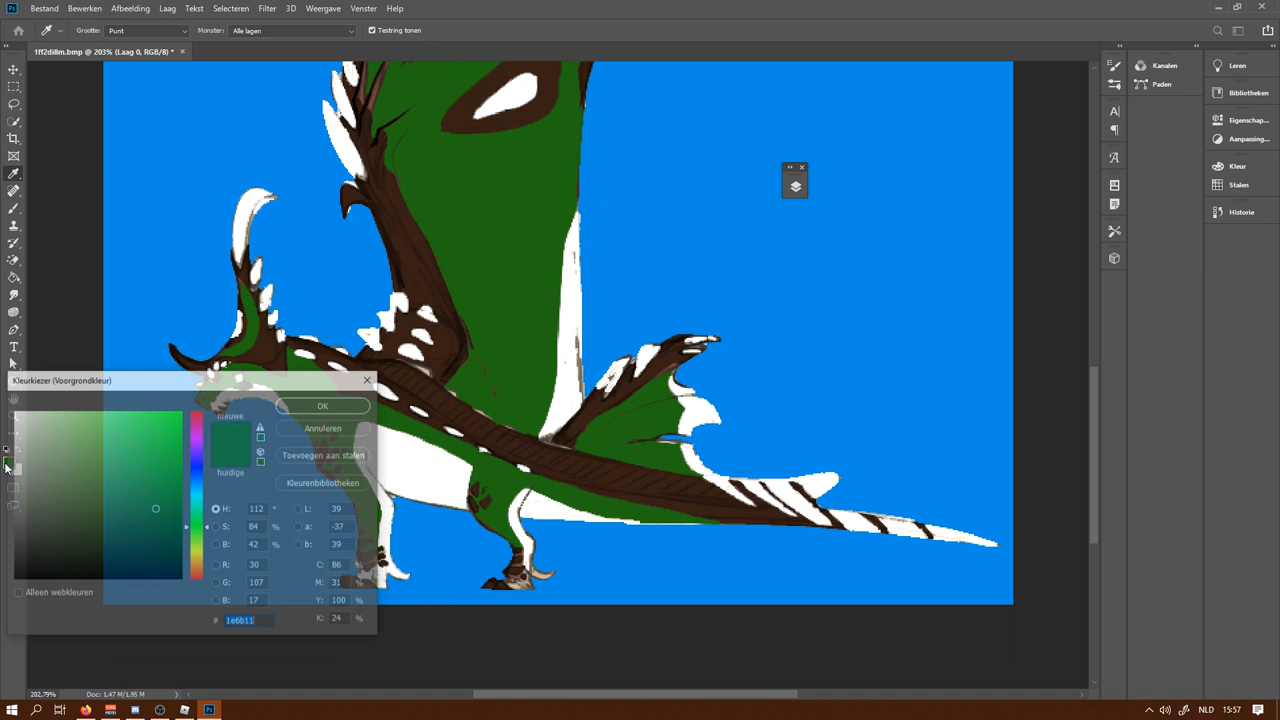 Ps Bestand Bewerken Afbeelding Laag Tekst Selecteren Filter 3D Weergave Venster Help
Grootte: Punt Monster: Alle lagen Testring tonen
1ff2di8m.bmp @ 203% (Laag 0, RGB/8) * ×
Kanalen Leren
Paden
Bibliotheken
Eigenschap...
Aanpassing...
Kleur
Stalen
Historie
Kleurkiezer (Voorgrondkleur)
nieuwe OK
Annuleren
Toevoegen aan stalen
huidige
Kleurenbibliotheken
H: 112 ° L: 39
S: 84 % a: -37
B: 42 % b: 39
R: 30 C: 86 %
G: 107 M: 31 %
Alleen webkleuren B: 17 Y: 100 %
# 1e6b11 K: 24 %
202,79% Doc: 1,47 M/1,95 M
Ps NLD 15:57